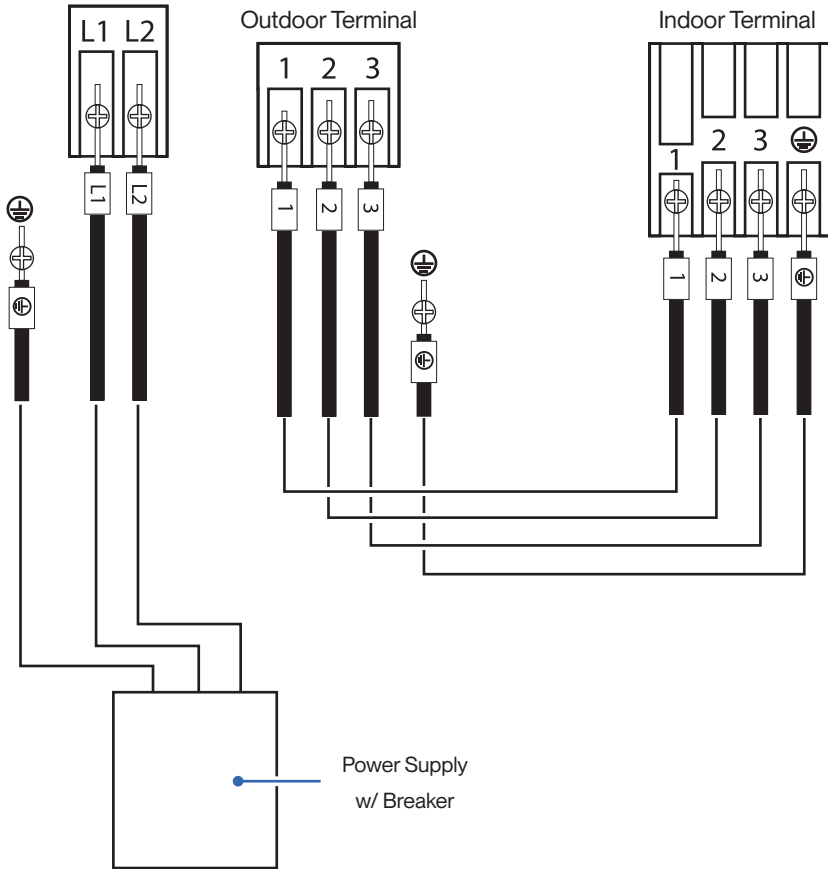 L1 L2
Outdoor Terminal
1 2 3
Indoor Terminal
1 2 3
L1 L2
1 2 3
1 2 3
Power Supply
w/ Breaker